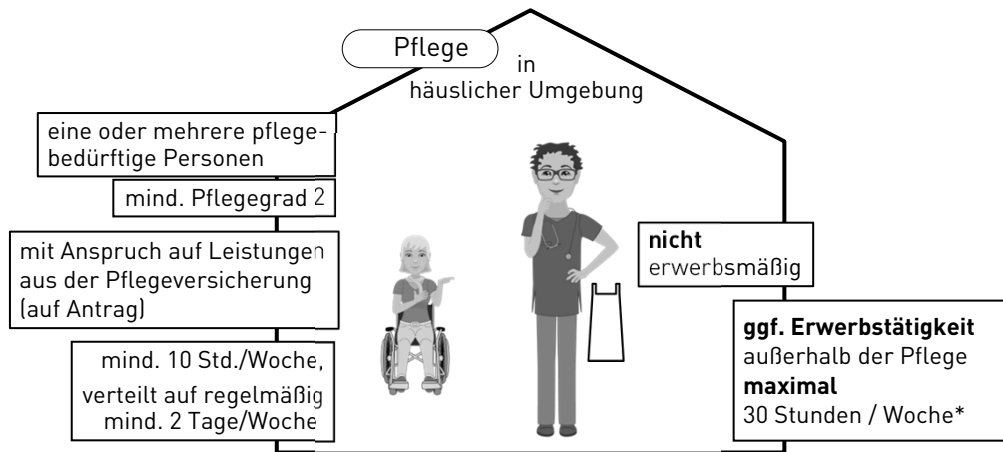 Pflege
in
häuslicher Umgebung
eine oder mehrere pflege-
bedürftige Personen
mind. Pflegegrad 2
mit Anspruch auf Leistungen
aus der Pflegeversicherung
(auf Antrag)
mind. 10 Std./Woche,
verteilt auf regelmäßig
mind. 2 Tage/Woche
nicht
erwerbsmäßig
ggf. Erwerbstätigkeit
außerhalb der Pflege
maximal
30 Stunden / Woche*